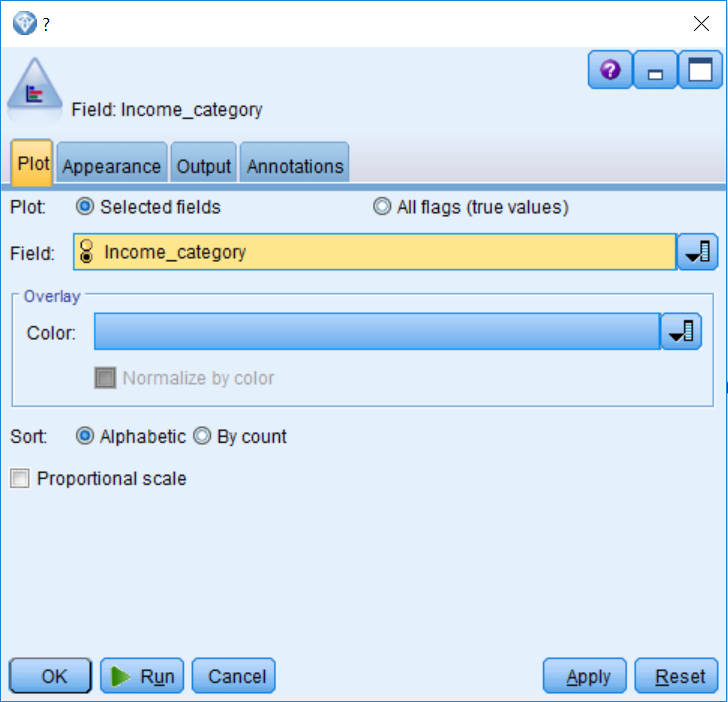 ?
Field: Income_category
Plot Appearance Output Annotations
Plot: Selected fields All flags (true values)
Field: Income_category
Overlay
Color:
Normalize by color
Sort: Alphabetic By count
Proportional scale
OK Run Cancel Apply Reset